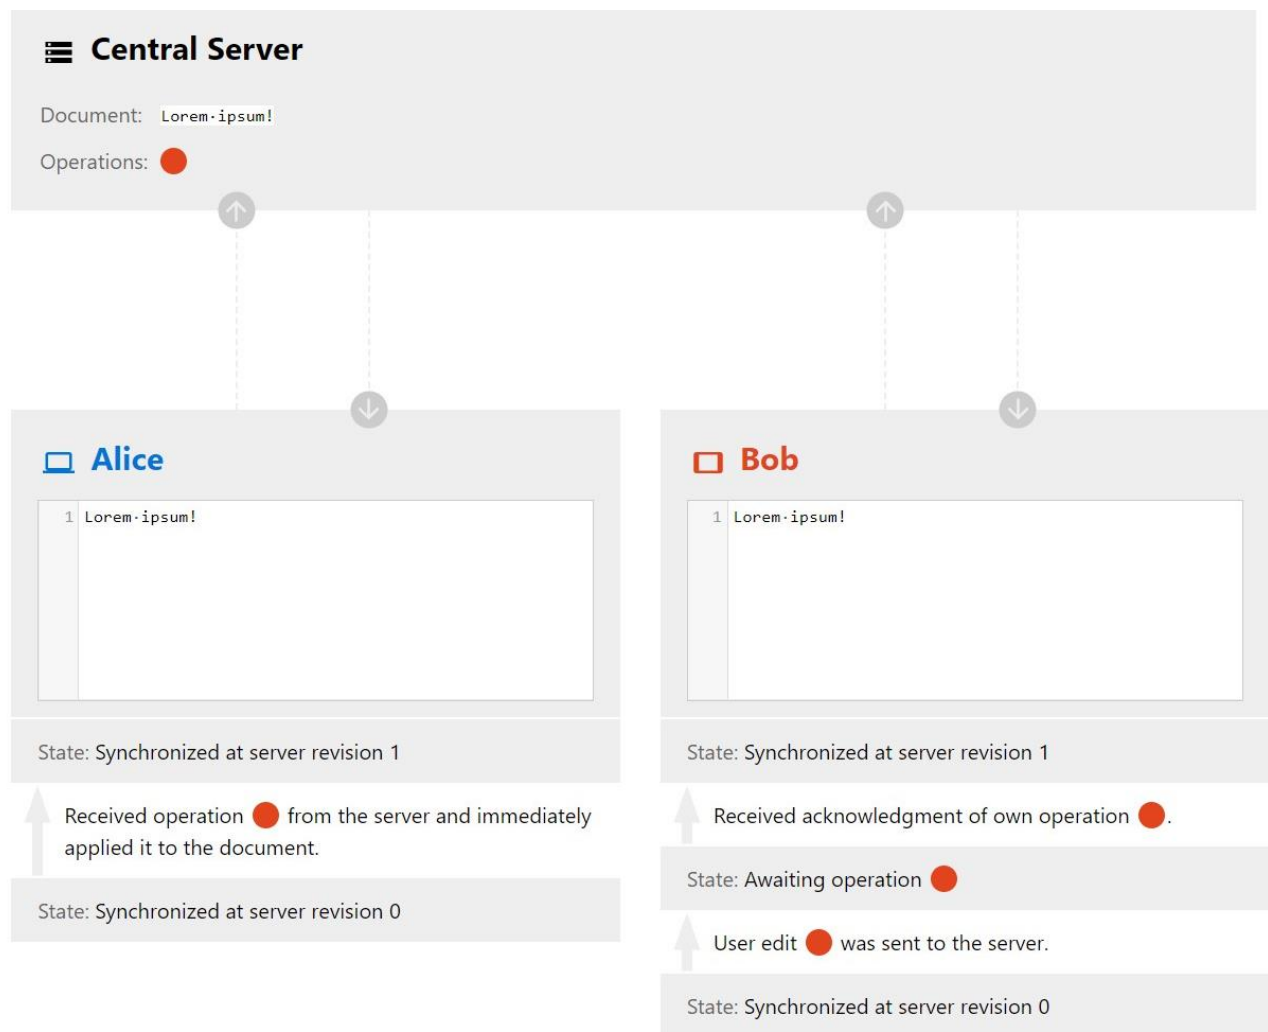 Central Server
Document: Lorem·ipsum!
Operations:
Alice
1 Lorem·ipsum!
State: Synchronized at server revision 1
Received operation from the server and immediately
applied it to the document.
State: Synchronized at server revision 0
Bob
1 Lorem·ipsum!
State: Synchronized at server revision 1
Received acknowledgment of own operation .
State: Awaiting operation
User edit was sent to the server.
State: Synchronized at server revision 0